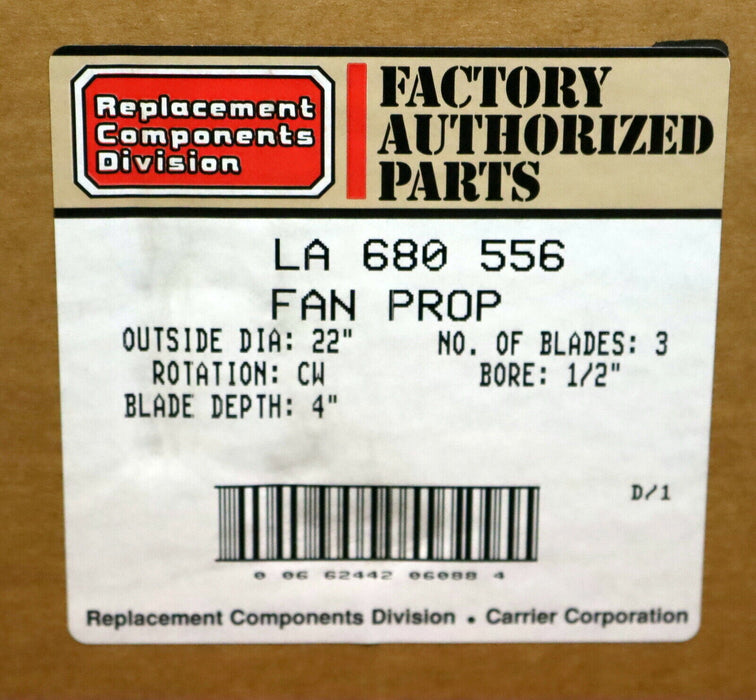 Replacement
Components
Division
FACTORY
AUTHORIZED
PARTS
LA 680 556
FAN PROP
OUTSIDE DIA: 22" NO. OF BLADES: 3
ROTATION: CW BORE: 1/2"
BLADE DEPTH: 4"
D/1
0 06 62442 06088 4
Replacement Components Division • Carrier Corporation